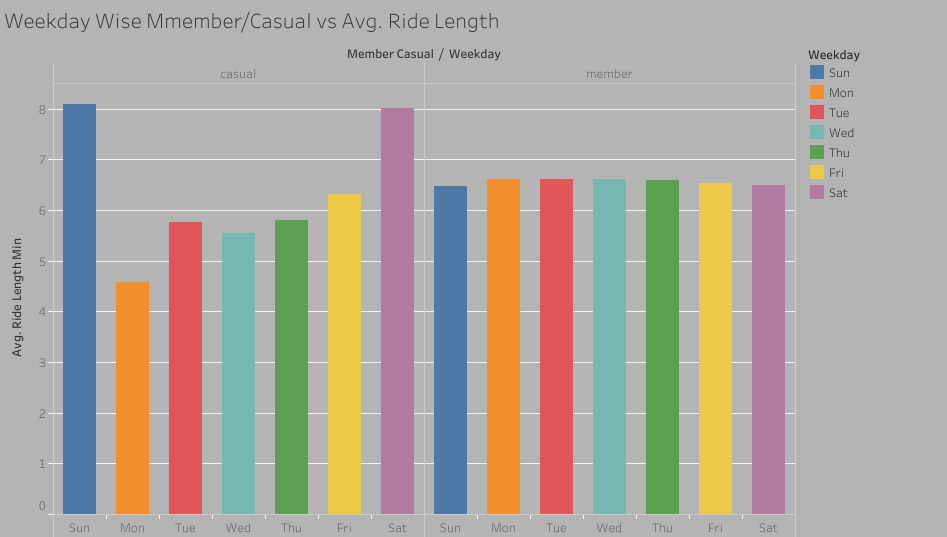 Weekday Wise Mmember/Casual vs Avg. Ride Length
Member Casual / Weekday
casual
member
Avg. Ride Length Min
8
7
6
5
4
3
2
1
0
Sun Mon Tue Wed Thu Fri Sat Sun Mon Tue Wed Thu Fri Sat
Weekday
Sun
Mon
Tue
Wed
Thu
Fri
Sat